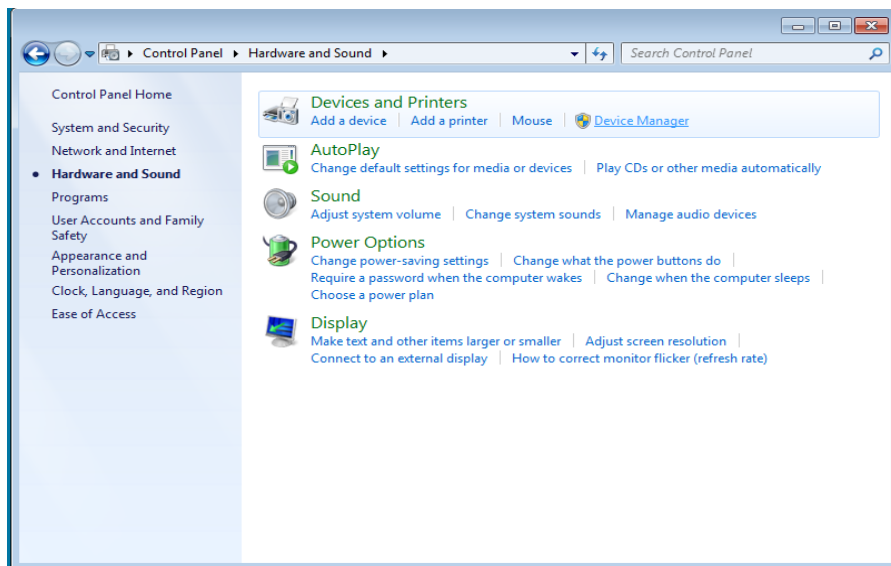 Control Panel Hardware and Sound Search Control Panel
Control Panel Home
System and Security
Network and Internet
Hardware and Sound
Programs
User Accounts and Family
Safety
Appearance and
Personalization
Clock, Language, and Region
Ease of Access
Devices and Printers
Add a device Add a printer Mouse Device Manager
AutoPlay
Change default settings for media or devices Play CDs or other media automatically
Sound
Adjust system volume Change system sounds Manage audio devices
Power Options
Change power-saving settings Change what the power buttons do
Require a password when the computer wakes Change when the computer sleeps
Choose a power plan
Display
Make text and other items larger or smaller Adjust screen resolution
Connect to an external display How to correct monitor flicker (refresh rate)